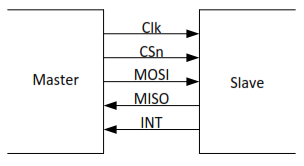 Clk
CSn
Master
MOSI
Slave
MISO
INT